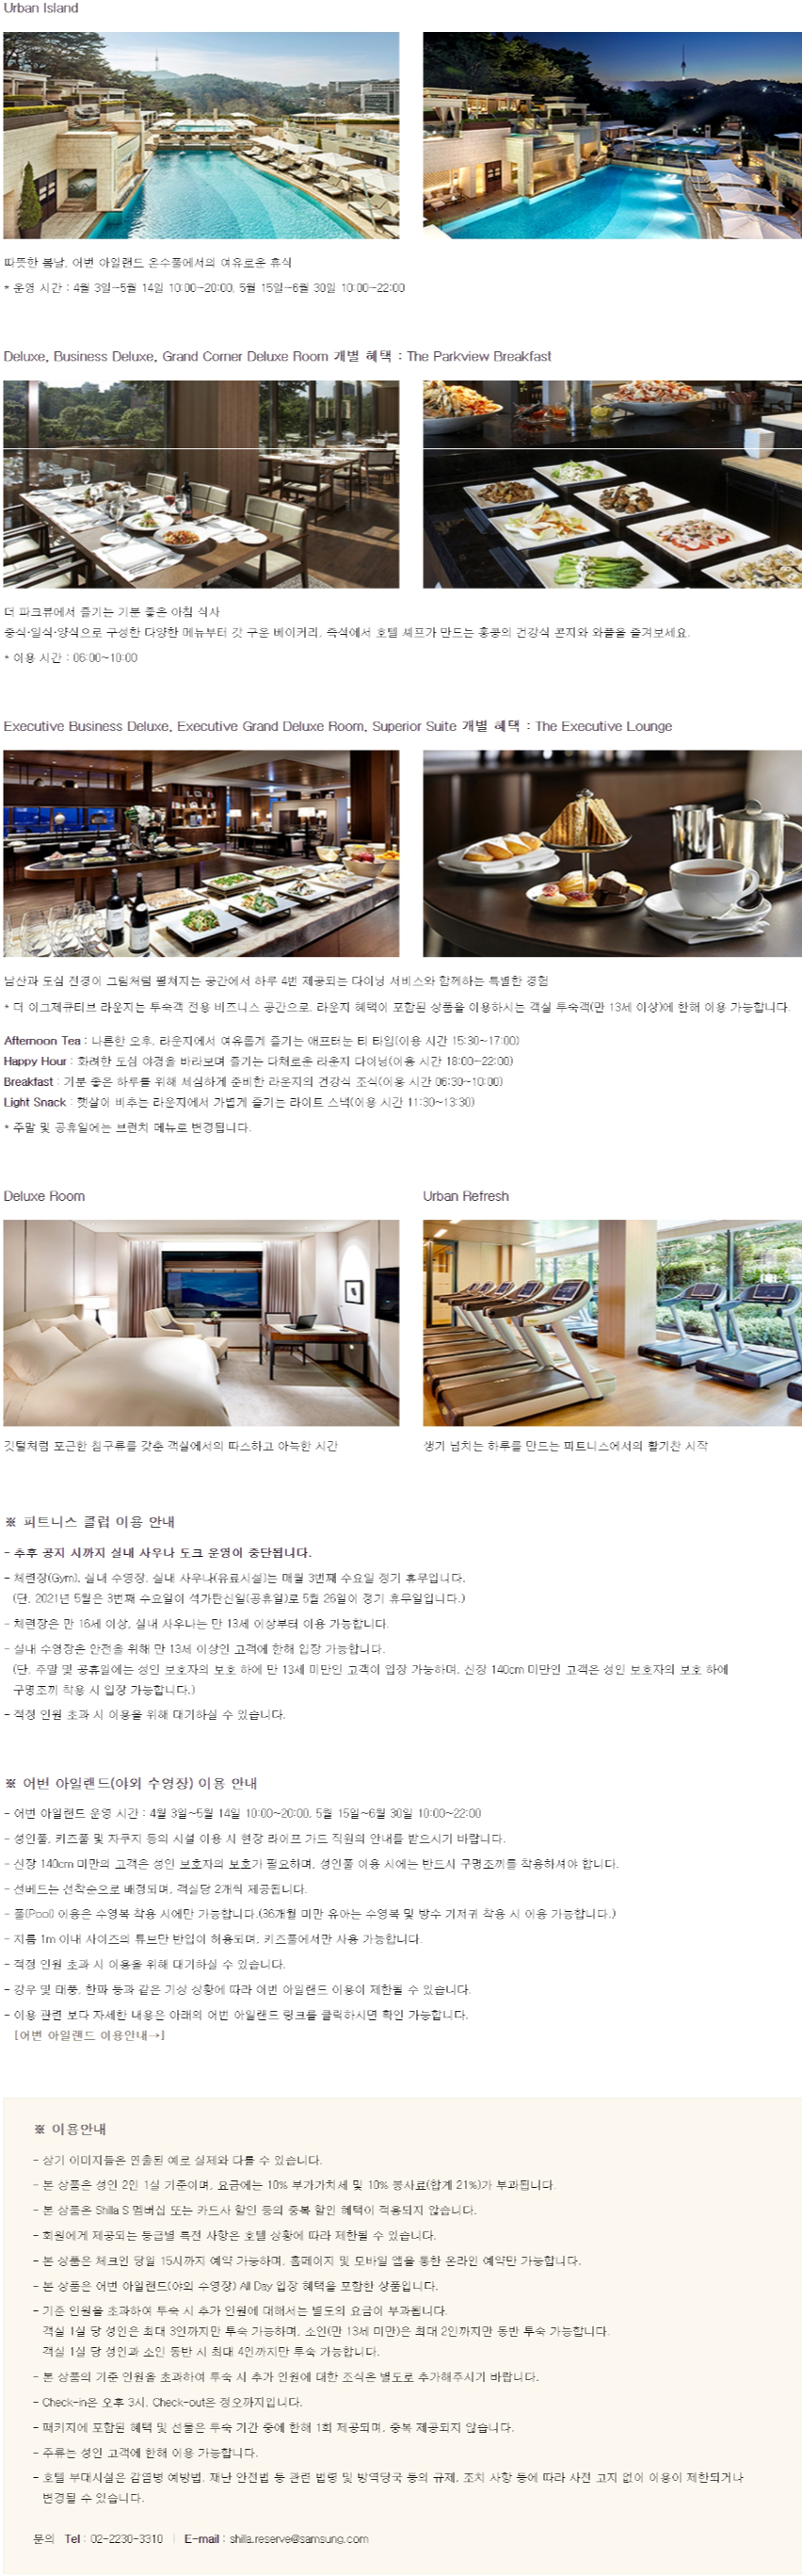 Urban Island
따뜻한 봄날, 어번 아일랜드 온수풀에서의 여유로운 휴식
* 운영 시간 : 4월 3일~5월 14일 10:00~20:00, 5월 15일~6월 30일 10:00~22:00
Deluxe, Business Deluxe, Grand Corner Deluxe Room 개별 혜택 : The Parkview Breakfast
더 파크뷰에서 즐기는 기분 좋은 아침 식사
중식·일식·양식으로 구성한 다양한 메뉴부터 갓 구운 베이커리, 즉석에서 호텔 셰프가 만드는 홍콩의 건강식 콘지와 와플을 즐겨보세요.
* 이용 시간 : 06:00~10:00
Executive Business Deluxe, Executive Grand Deluxe Room, Superior Suite 개별 혜택 : The Executive Lounge
남산과 도심 전경이 그림처럼 펼쳐지는 공간에서 하루 4번 제공되는 다이닝 서비스와 함께하는 특별한 경험
* 더 이그제큐티브 라운지는 투숙객 전용 비즈니스 공간으로, 라운지 혜택이 포함된 상품을 이용하시는 객실 투숙객(만 13세 이상)에 한해 이용 가능합니다.
Afternoon Tea : 나른한 오후, 라운지에서 여유롭게 즐기는 애프터눈 티 타임(이용 시간 15:30~17:00)
Happy Hour : 화려한 도심 야경을 바라보며 즐기는 다채로운 라운지 다이닝(이용 시간 18:00~22:00)
Breakfast : 기분 좋은 하루를 위해 세심하게 준비한 라운지의 건강식 조식(이용 시간 06:30~10:00)
Light Snack : 햇살이 비추는 라운지에서 가볍게 즐기는 라이트 스낵(이용 시간 11:30~13:30)
* 주말 및 공휴일에는 브런치 메뉴로 변경됩니다.
Deluxe Room
Urban Refresh
깃털처럼 포근한 침구류를 갖춘 객실에서의 따스하고 아늑한 시간
생기 넘치는 하루를 만드는 피트니스에서의 활기찬 시작
※ 피트니스 클럽 이용 안내
- 추후 공지 시까지 실내 사우나 도크 운영이 중단됩니다.
- 체련장(Gym), 실내 수영장, 실내 사우나(유료시설)는 매월 3번째 수요일 정기 휴무입니다.
(단, 2021년 5월은 3번째 수요일이 석가탄신일(공휴일)로 5월 26일이 정기 휴무일입니다.)
- 체련장은 만 16세 이상, 실내 사우나는 만 13세 이상부터 이용 가능합니다.
- 실내 수영장은 안전을 위해 만 13세 이상인 고객에 한해 입장 가능합니다.
(단, 주말 및 공휴일에는 성인 보호자의 보호 하에 만 13세 미만인 고객이 입장 가능하며, 신장 140cm 미만인 고객은 성인 보호자의 보호 하에
구명조끼 착용 시 입장 가능합니다.)
- 적정 인원 초과 시 이용을 위해 대기하실 수 있습니다.
※ 어번 아일랜드(야외 수영장) 이용 안내
- 어번 아일랜드 운영 시간 : 4월 3일~5월 14일 10:00~20:00, 5월 15일~6월 30일 10:00~22:00
- 성인풀, 키즈풀 및 자쿠지 등의 시설 이용 시 현장 라이프 가드 직원의 안내를 받으시기 바랍니다.
- 신장 140cm 미만의 고객은 성인 보호자의 보호가 필요하며, 성인풀 이용 시에는 반드시 구명조끼를 착용하셔야 합니다.
- 선베드는 선착순으로 배정되며, 객실당 2개씩 제공됩니다.
- 풀(Pool) 이용은 수영복 착용 시에만 가능합니다.(36개월 미만 유아는 수영복 및 방수 기저귀 착용 시 이용 가능합니다.)
- 지름 1m 이내 사이즈의 튜브만 반입이 허용되며, 키즈풀에서만 사용 가능합니다.
- 적정 인원 초과 시 이용을 위해 대기하실 수 있습니다.
- 강우 및 태풍, 한파 등과 같은 기상 상황에 따라 어번 아일랜드 이용이 제한될 수 있습니다.
- 이용 관련 보다 자세한 내용은 아래의 어번 아일랜드 링크를 클릭하시면 확인 가능합니다.
[어번 아일랜드 이용안내→]
※ 이용안내
- 상기 이미지들은 연출된 예로 실제와 다를 수 있습니다.
- 본 상품은 성인 2인 1실 기준이며, 요금에는 10% 부가가치세 및 10% 봉사료(합계 21%)가 부과됩니다.
- 본 상품은 Shilla S 멤버십 또는 카드사 할인 등의 중복 할인 혜택이 적용되지 않습니다.
- 회원에게 제공되는 등급별 특전 사항은 호텔 상황에 따라 제한될 수 있습니다.
- 본 상품은 체크인 당일 15시까지 예약 가능하며, 홈페이지 및 모바일 앱을 통한 온라인 예약만 가능합니다.
- 본 상품은 어번 아일랜드(야외 수영장) All Day 입장 혜택을 포함한 상품입니다.
- 기준 인원을 초과하여 투숙 시 추가 인원에 대해서는 별도의 요금이 부과됩니다.
객실 1실 당 성인은 최대 3인까지만 투숙 가능하며, 소인(만 13세 미만)은 최대 2인까지만 동반 투숙 가능합니다.
객실 1실 당 성인과 소인 동반 시 최대 4인까지만 투숙 가능합니다.
- 본 상품의 기준 인원을 초과하여 투숙 시 추가 인원에 대한 조식은 별도로 추가해주시기 바랍니다.
- Check-in은 오후 3시, Check-out은 정오까지입니다.
- 패키지에 포함된 혜택 및 선물은 투숙 기간 중에 한해 1회 제공되며, 중복 제공되지 않습니다.
- 주류는 성인 고객에 한해 이용 가능합니다.
- 호텔 부대시설은 감염병 예방법, 재난 안전법 등 관련 법령 및 방역당국 등의 규제, 조치 사항 등에 따라 사전 고지 없이 이용이 제한되거나
변경될 수 있습니다.
문의 Tel : 02-2230-3310 | E-mail : shilla.reserve@samsung.com